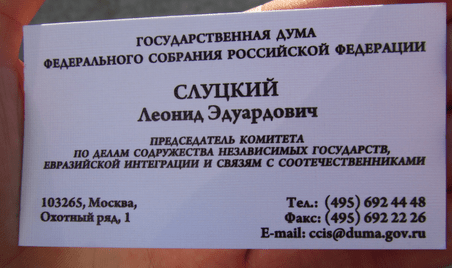 ГОСУДАРСТВЕННАЯ ДУМА
ФЕДЕРАЛЬНОГО СОБРАНИЯ РОССИЙСКОЙ ФЕДЕРАЦИИ
СЛУЦКИЙ
Леонид Эдуардович
ПРЕДСЕДАТЕЛЬ КОМИТЕТА
ПО ДЕЛАМ СОДРУЖЕСТВА НЕЗАВИСИМЫХ ГОСУДАРСТВ,
ЕВРАЗИЙСКОЙ ИНТЕГРАЦИИ И СВЯЗЯМ С СООТЕЧЕСТВЕННИКАМИ
103265, Москва,
Охотный ряд, 1
Тел.: (495) 692 44 48
Факс: (495) 692 22 26
E-mail: ccis@duma.gov.ru